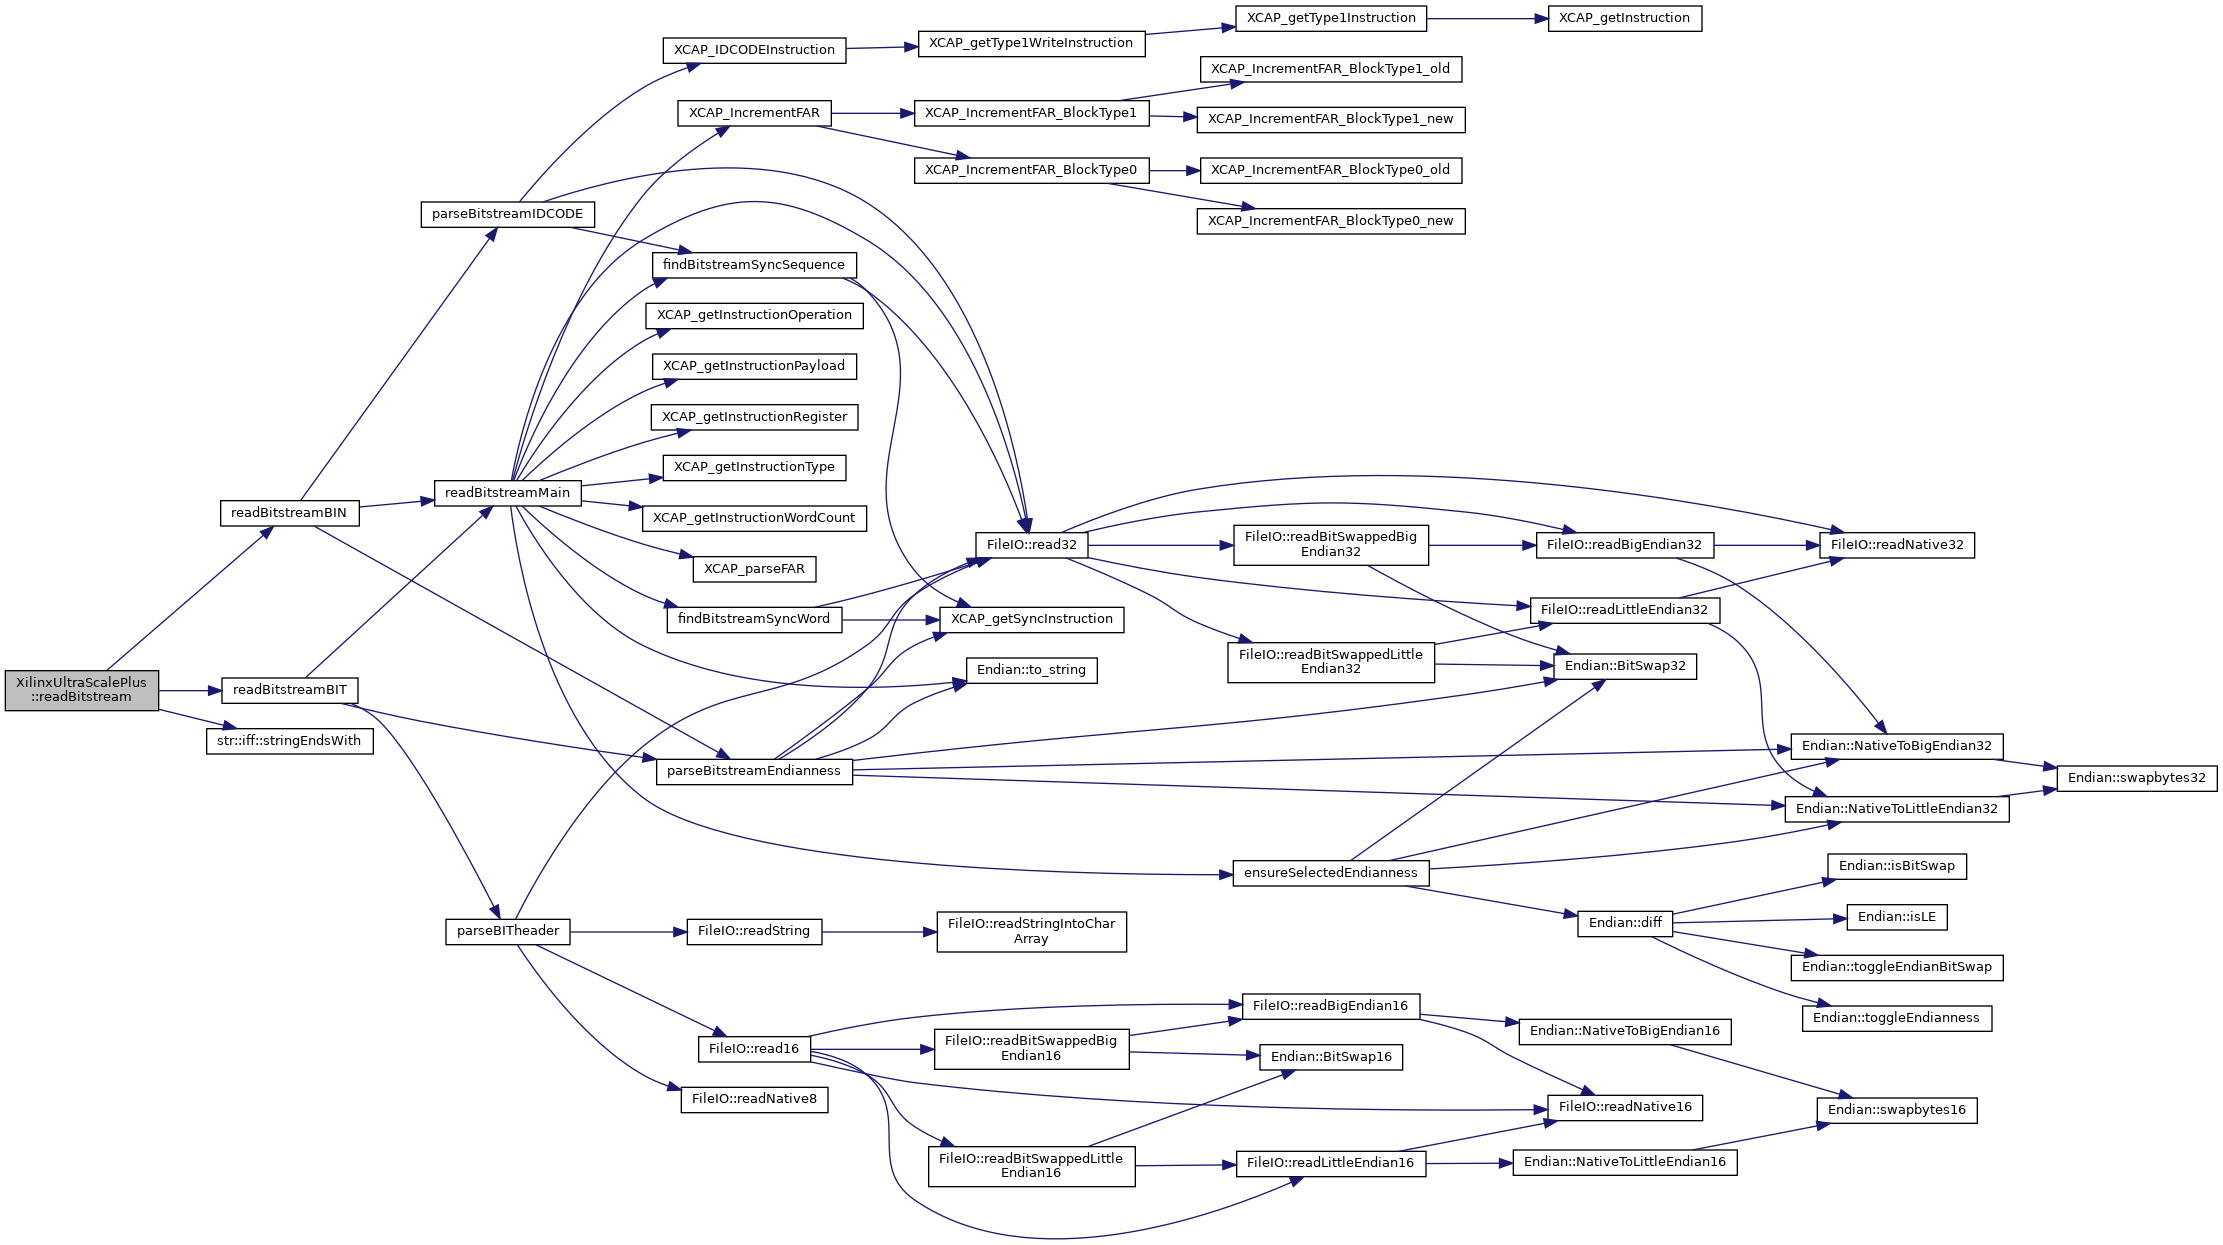 XCAP_getType1Instruction
XCAP_getInstruction
XCAP_IDCODEInstruction
XCAP_getType1WriteInstruction
XCAP_IncrementFAR_BlockType1_old
XCAP_IncrementFAR
XCAP_IncrementFAR_BlockType1
XCAP_IncrementFAR_BlockType1_new
XCAP_IncrementFAR_BlockType0
XCAP_IncrementFAR_BlockType0_old
parseBitstreamIDCODE
XCAP_IncrementFAR_BlockType0_new
findBitstreamSyncSequence
XCAP_getInstructionOperation
XCAP_getInstructionPayload
XCAP_getInstructionRegister
XCAP_getInstructionType
readBitstreamMain
readBitstreamBIN
XCAP_getInstructionWordCount
XCAP_parseFAR
FileIO::read32
FileIO::readBitSwappedBig
Endian32
FileIO::readBigEndian32
FileIO::readNative32
findBitstreamSyncWord
XCAP_getSyncInstruction
FileIO::readLittleEndian32
FileIO::readBitSwappedLittle
Endian32
Endian::BitSwap32
Endian::to_string
XilinxUltraScalePlus
::readBitstream
readBitstreamBIT
str::iff::stringEndsWith
parseBitstreamEndianness
Endian::NativeToBigEndian32
Endian::swapbytes32
Endian::NativeToLittleEndian32
ensureSelectedEndianness
Endian::isBitSwap
Endian::diff
Endian::isLE
Endian::toggleEndianBitSwap
Endian::toggleEndianness
parseBITheader
FileIO::readString
FileIO::readStringIntoChar
Array
FileIO::readBigEndian16
Endian::NativeToBigEndian16
FileIO::read16
FileIO::readBitSwappedBig
Endian16
Endian::BitSwap16
FileIO::readNative8
FileIO::readNative16
Endian::swapbytes16
FileIO::readBitSwappedLittle
Endian16
FileIO::readLittleEndian16
Endian::NativeToLittleEndian16